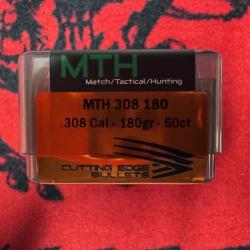 MTH
Match/Tactical/Hunting
MTH 308 180
.308 Cal - 180gr - 50ct
CUTTING EDGE
BULLETS